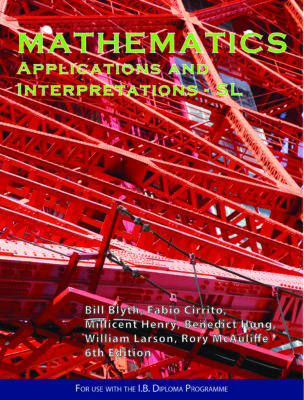 MATHEMATICS
APPLICATIONS AND
INTERPRETATIONS - SL
Bill Blyth, Fabio Cirrito,
Millicent Henry, Benedict Hung,
William Larson, Rory McAuliffe
6th Edition
FOR USE WITH THE I.B. DIPLOMA PROGRAMME